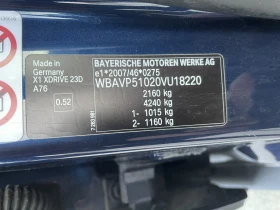 Made in
Germany
X1 XDRIVE 23D
A76
0.52
BAYERISCHE MOTOREN WERKE AG
e1*2007/46*0275
WBAVP51020VU18220
2160 kg
4240 kg
1- 1015 kg
2- 1160 kg